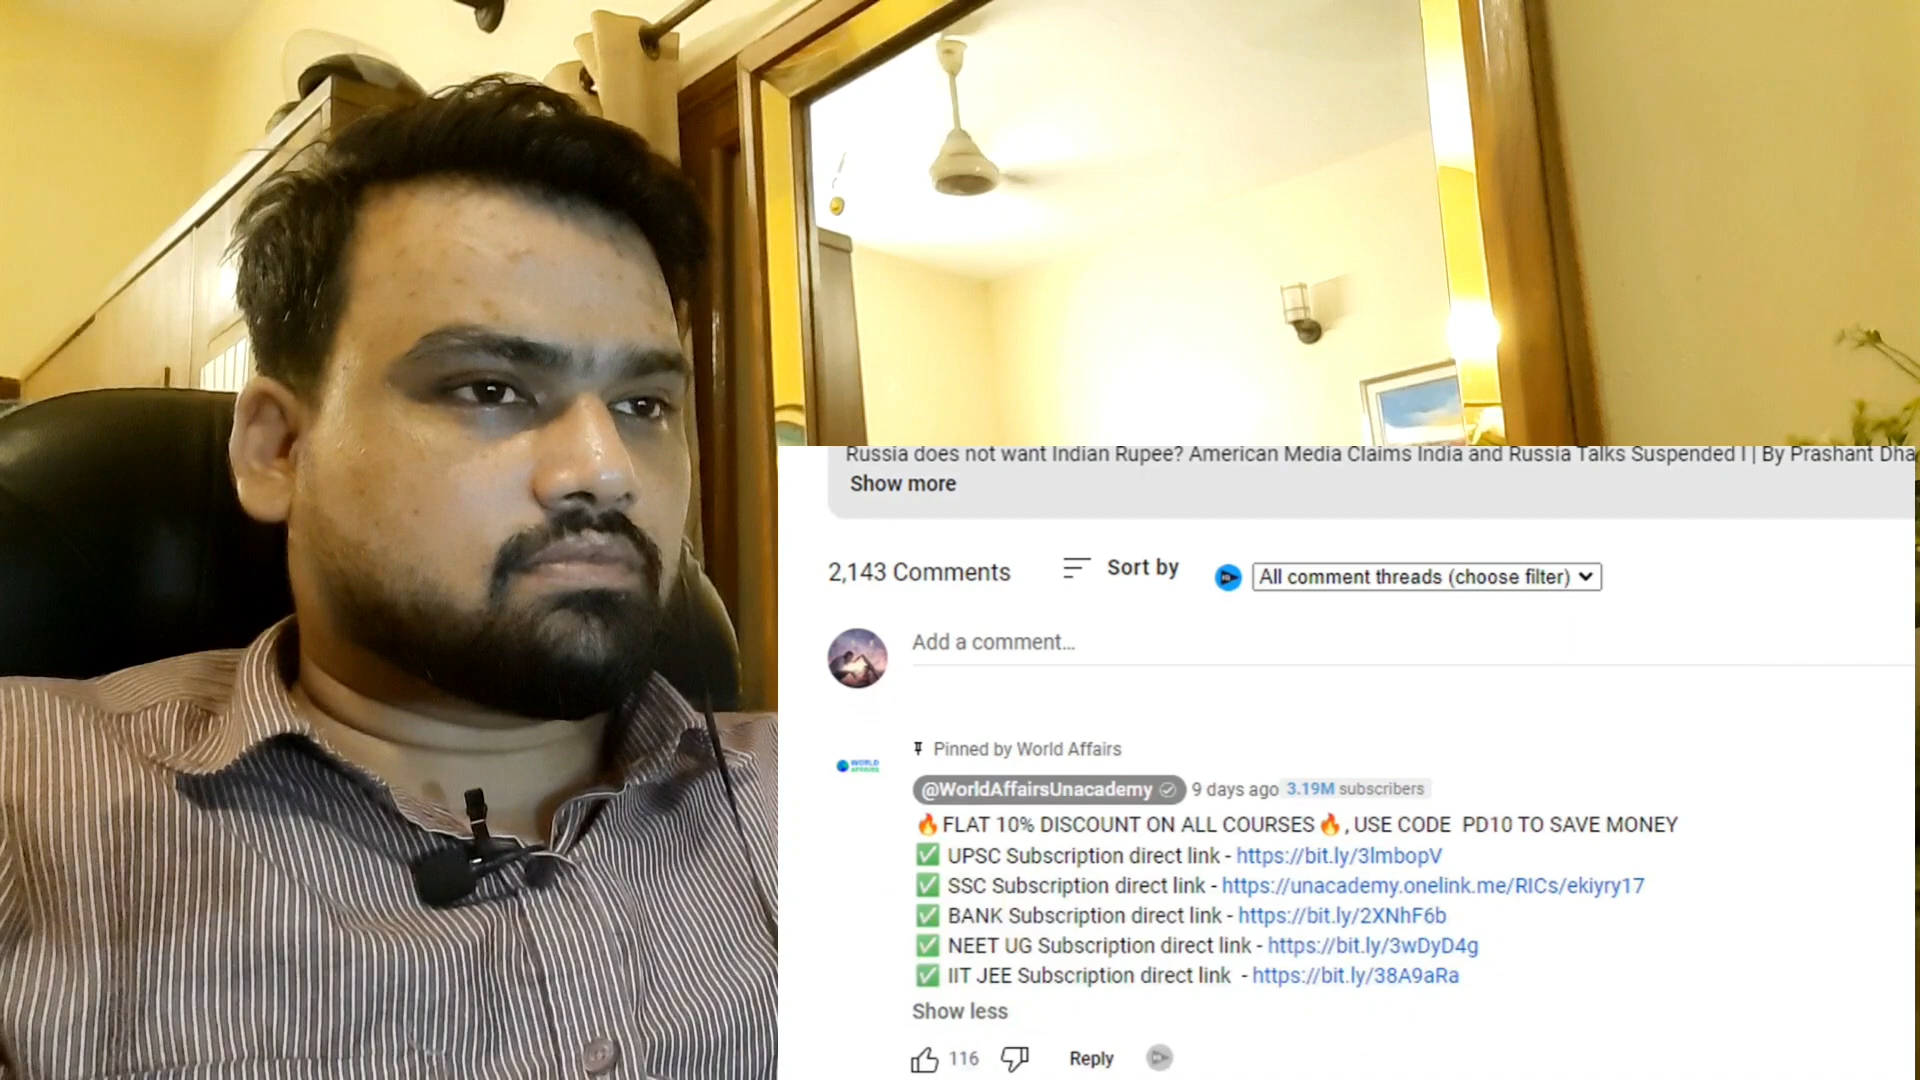 Russia does not want Indian Rupee? American Media Claims India and Russia Talks Suspended I | By Prashant Dha
Show more
2,143 Comments
Sort by
All comment threads (choose filter)
Add a comment...
Pinned by World Affairs
WORLD AFFAIRS
@WorldAffairsUnacademy 9 days ago 3.19M subscribers
🔥FLAT 10% DISCOUNT ON ALL COURSES🔥, USE CODE PD10 TO SAVE MONEY
✅ UPSC Subscription direct link - https://bit.ly/3lmbopV
✅ SSC Subscription direct link - https://unacademy.onelink.me/RICs/ekiyry17
✅ BANK Subscription direct link - https://bit.ly/2XNhF6b
✅ NEET UG Subscription direct link - https://bit.ly/3wDyD4g
✅ IIT JEE Subscription direct link - https://bit.ly/38A9aRa
Show less
116
Reply